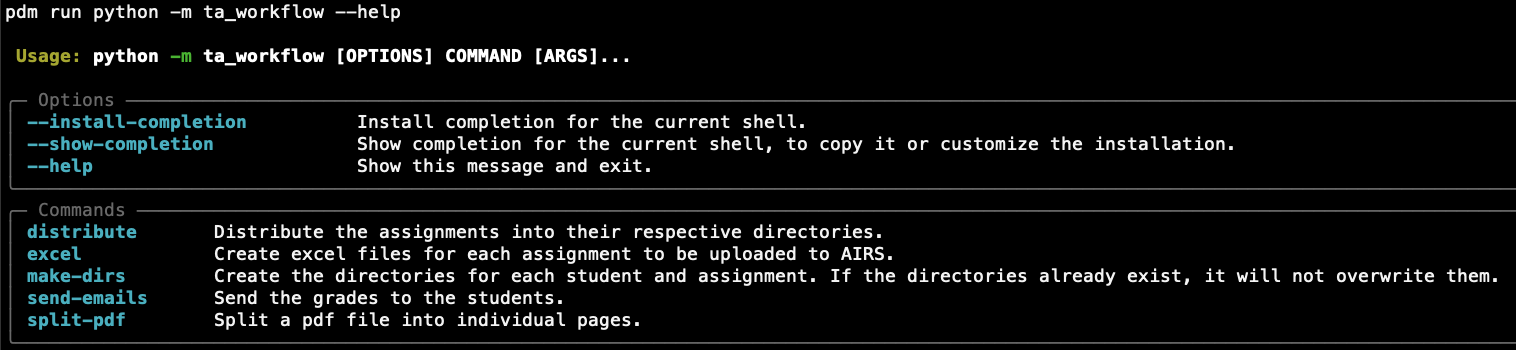 pdm run python -m ta_workflow --help
Usage: python -m ta_workflow [OPTIONS] COMMAND [ARGS]...
Options
--install-completion Install completion for the current shell.
--show-completion Show completion for the current shell, to copy it or customize the installation.
--help Show this message and exit.
Commands
distribute Distribute the assignments into their respective directories.
excel Create excel files for each assignment to be uploaded to AIRS.
make-dirs Create the directories for each student and assignment. If the directories already exist, it will not overwrite them.
send-emails Send the grades to the students.
split-pdf Split a pdf file into individual pages.